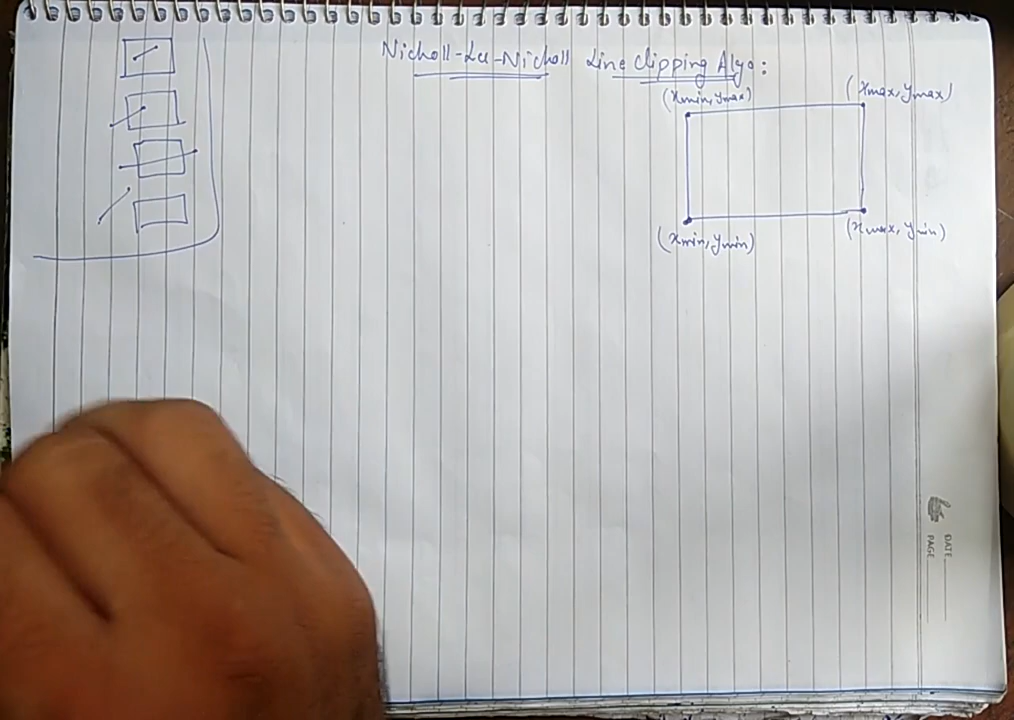 Nicholl-Lee-Nicholl Line Clipping Algo:
(xmin, ymax)
(xmax, ymax)
(xmin, ymin)
(xmax, ymin)
DATE
PAGE